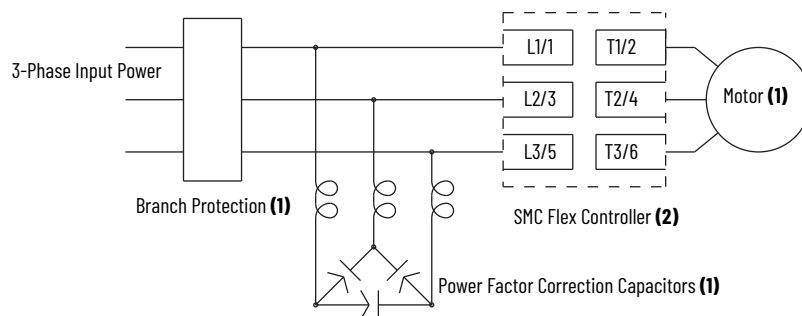 L1/1 T1/2
3-Phase Input Power
L2/3 T2/4 Motor (1)
L3/5 T3/6
Branch Protection (1)
SMC Flex Controller (2)
Power Factor Correction Capacitors (1)